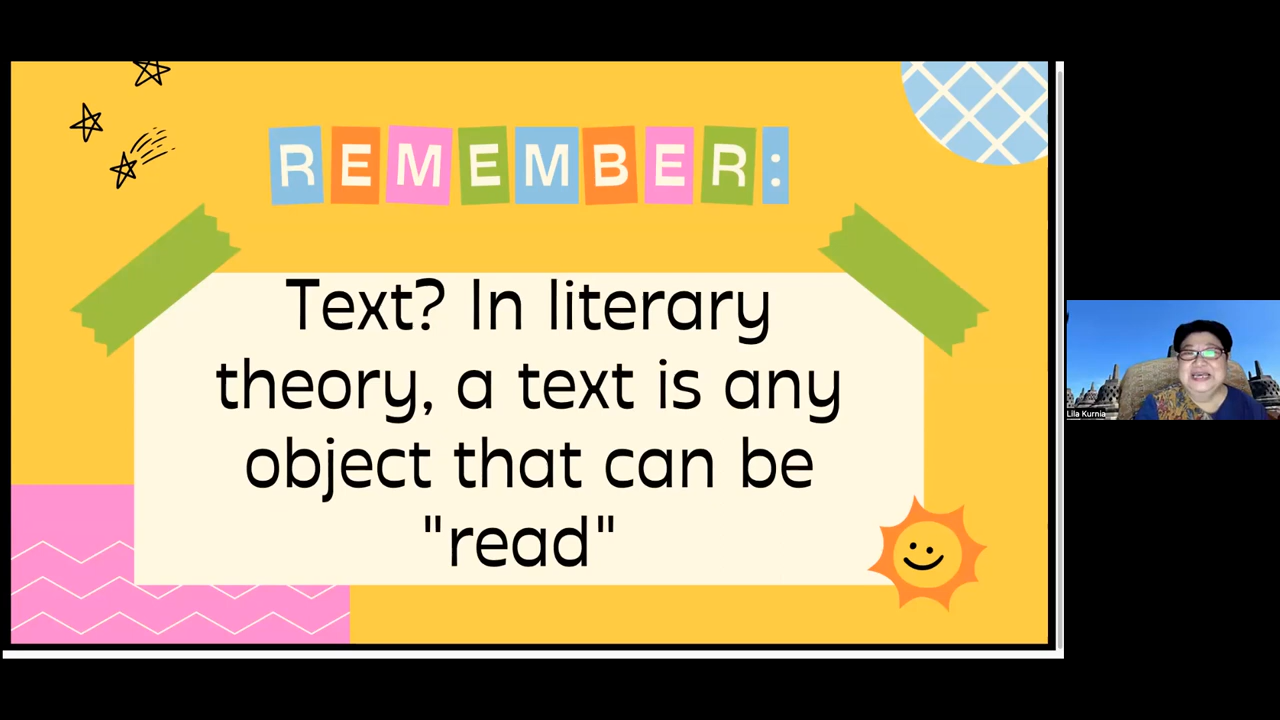 REMEMBER:
Text? In literary
theory, a text is any
object that can be
"read"
Lila Kurnia